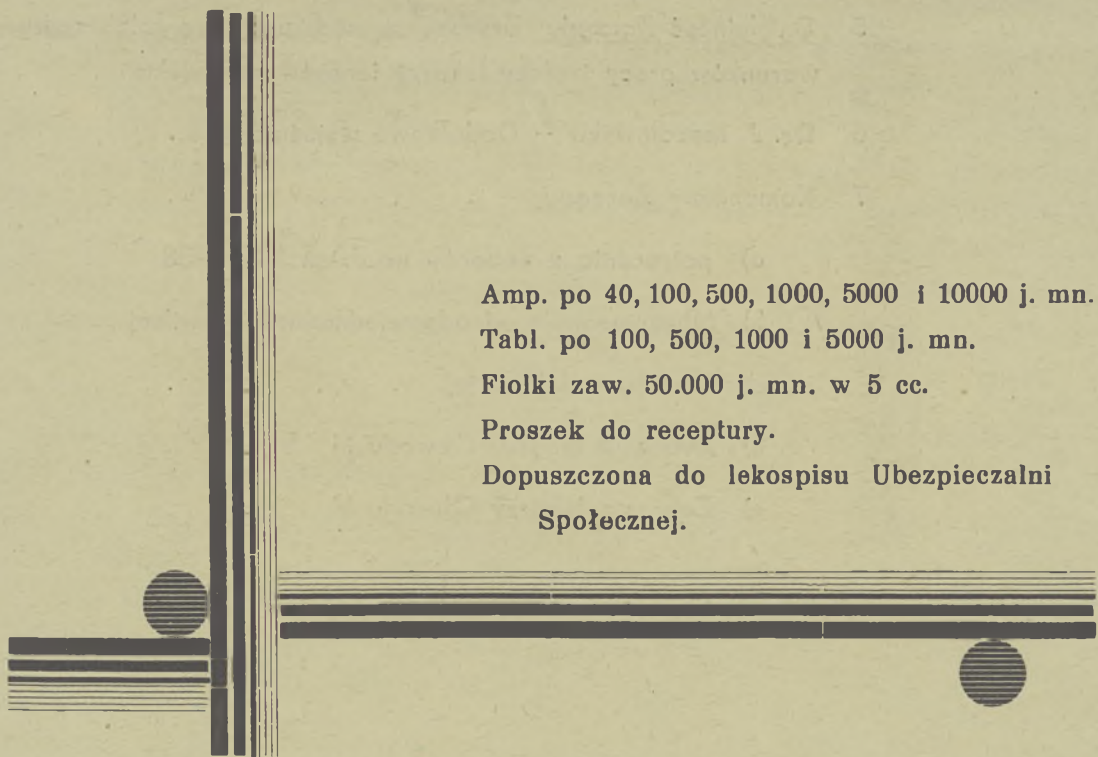 Amp. po 40, 100, 500, 1000, 5000 i 10000 j. mn.
Tabl. po 100, 500, 1000 i 5000 j. mn.
Fiolki zaw. 50.000 j. mn. w 5 cc.
Proszek do receptury.
Dopuszczona do lekospisu Ubezpieczalni
Społecznej.